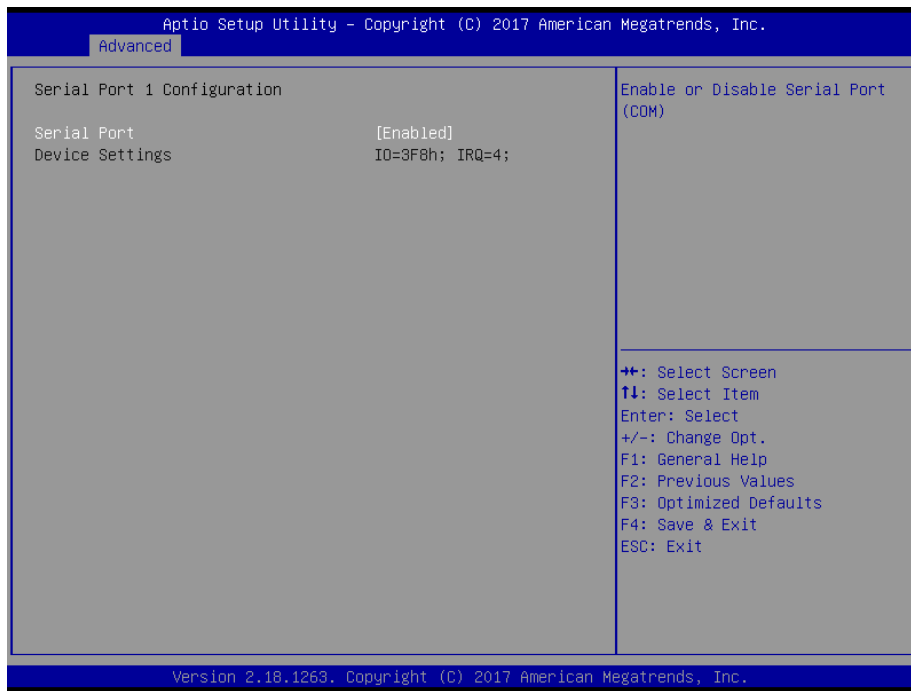 Aptio Setup Utility – Copyright (C) 2017 American Megatrends, Inc.
Advanced
Serial Port 1 Configuration
Serial Port [Enabled]
Device Settings IO=3F8h; IRQ=4;
Enable or Disable Serial Port
(COM)
→←: Select Screen
↑↓: Select Item
Enter: Select
+/-: Change Opt.
F1: General Help
F2: Previous Values
F3: Optimized Defaults
F4: Save & Exit
ESC: Exit
Version 2.18.1263. Copyright (C) 2017 American Megatrends, Inc.